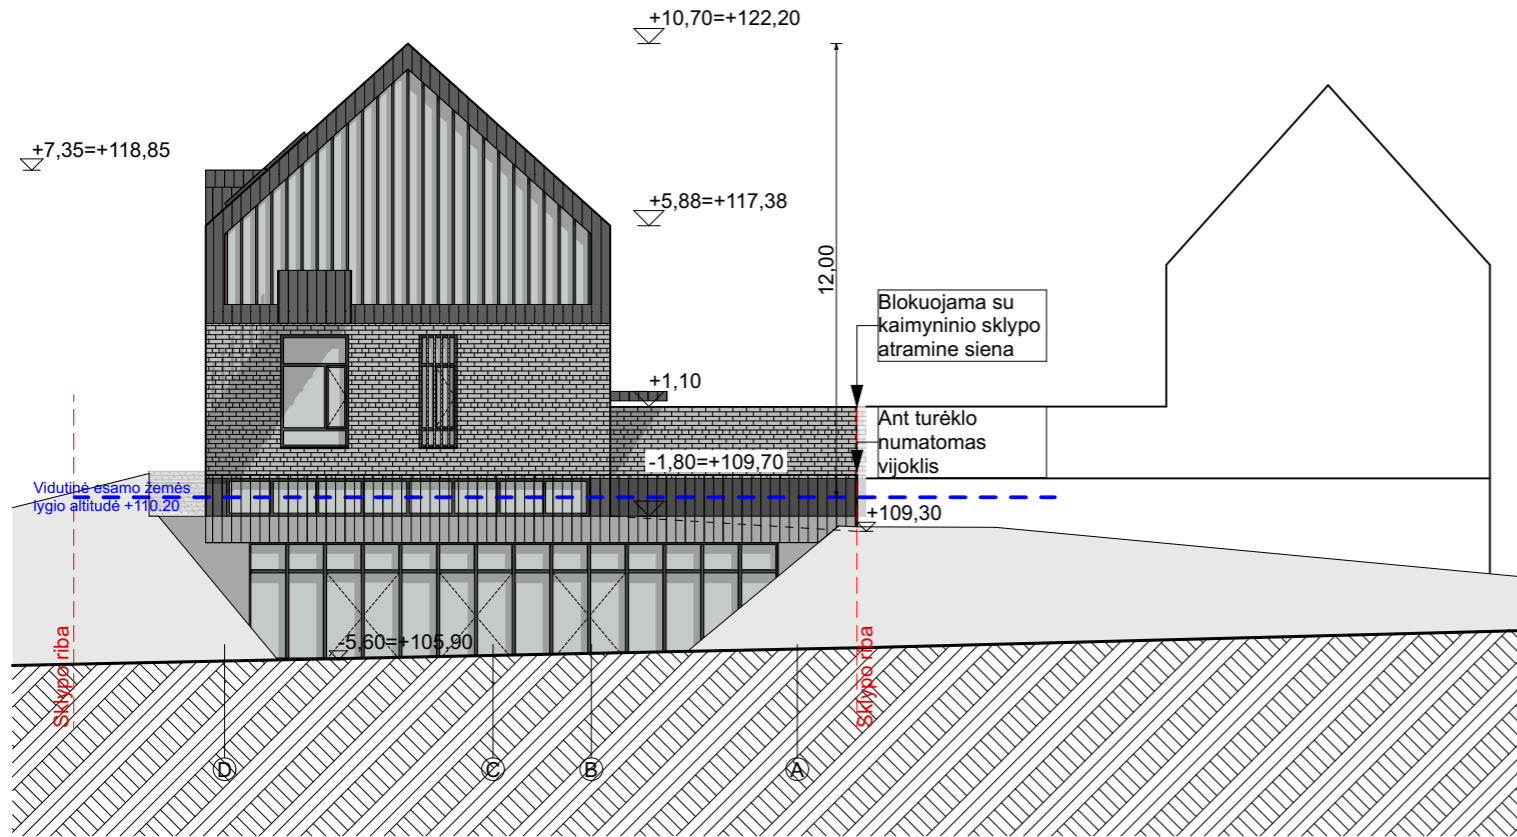 +10,70=+122,20
+7,35=+118,85
+5,88=+117,38
12,00
Blokuojama su
kaimyninio sklypo
atramine siena
+1,10
Ant turėklo
numatomas
vijoklis
-1,80=+109,70
Vidutinė esamo žemės
lygio altitudė +110.20
+109,30
-5,60=+105,90
Sklypo riba
Sklypo riba
D
C
B
A